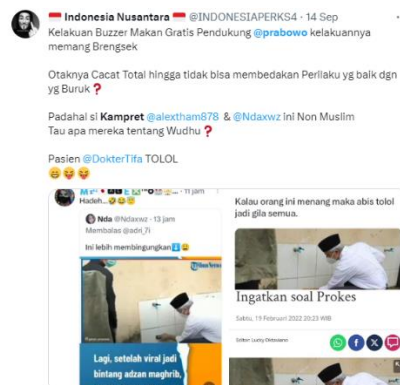 Indonesia Nusantara @INDONESIAPERKS4 · 14 Sep
Kelakuan Buzzer Makan Gratis Pendukung @prabowo kelakuannya
memang Brengsek
Otaknya Cacat Total hingga tidak bisa membedakan Perilaku yg baik dgn
yg Buruk❓
Padahal si Kampret @alextham878 & @Ndaxwz ini Non Muslim
Tau apa mereka tentang Wudhu❓
Pasien @DokterTifa TOLOL
11 jam
Hadeh...
Nda @Ndaxwz · 13 jam
Membalas @adri_7i
Ini lebih membingungkan
Lagi, setelah viral jadi
bintang adzan maghrib,
Kalau orang ini menang maka abis tolol
jadi gila semua.
Ingatkan soal Prokes
Sabtu, 19 Februari 2022 20:23 WIB